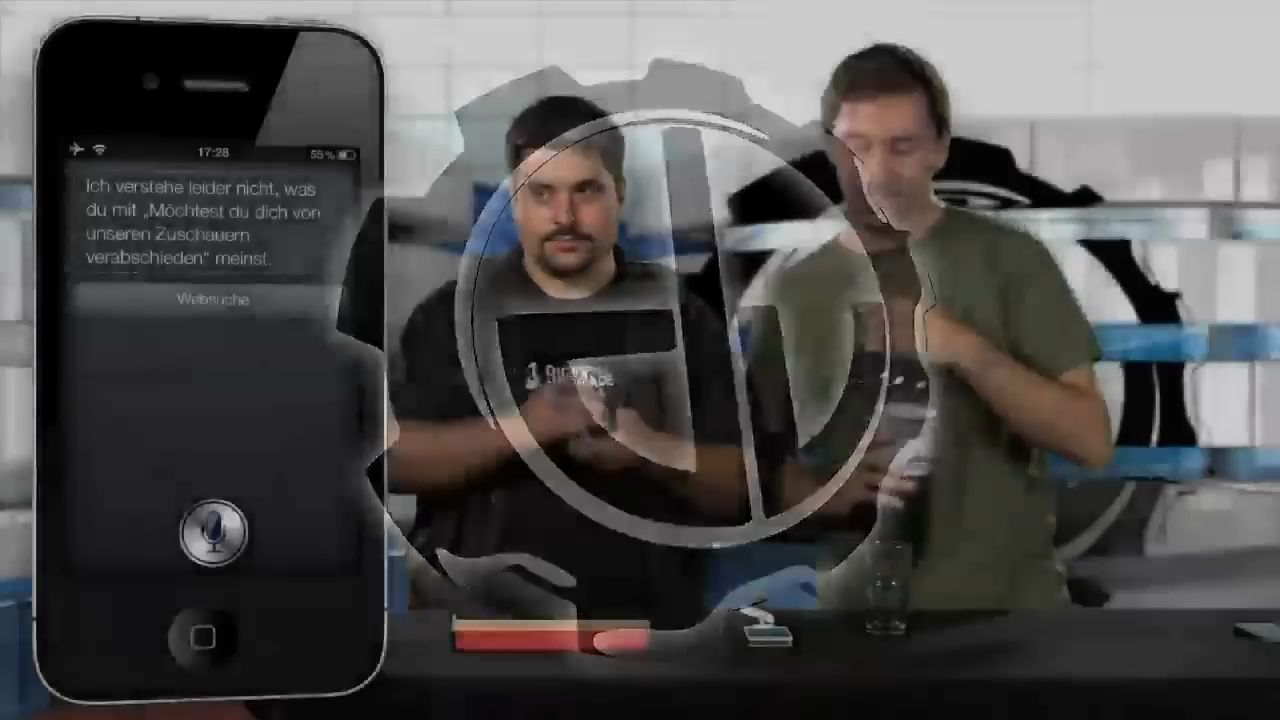 17:28
55%
Ich verstehe leider nicht, was
du mit „Möchtest du dich von
unseren Zuschauern
verabschieden“ meinst.
Websuche